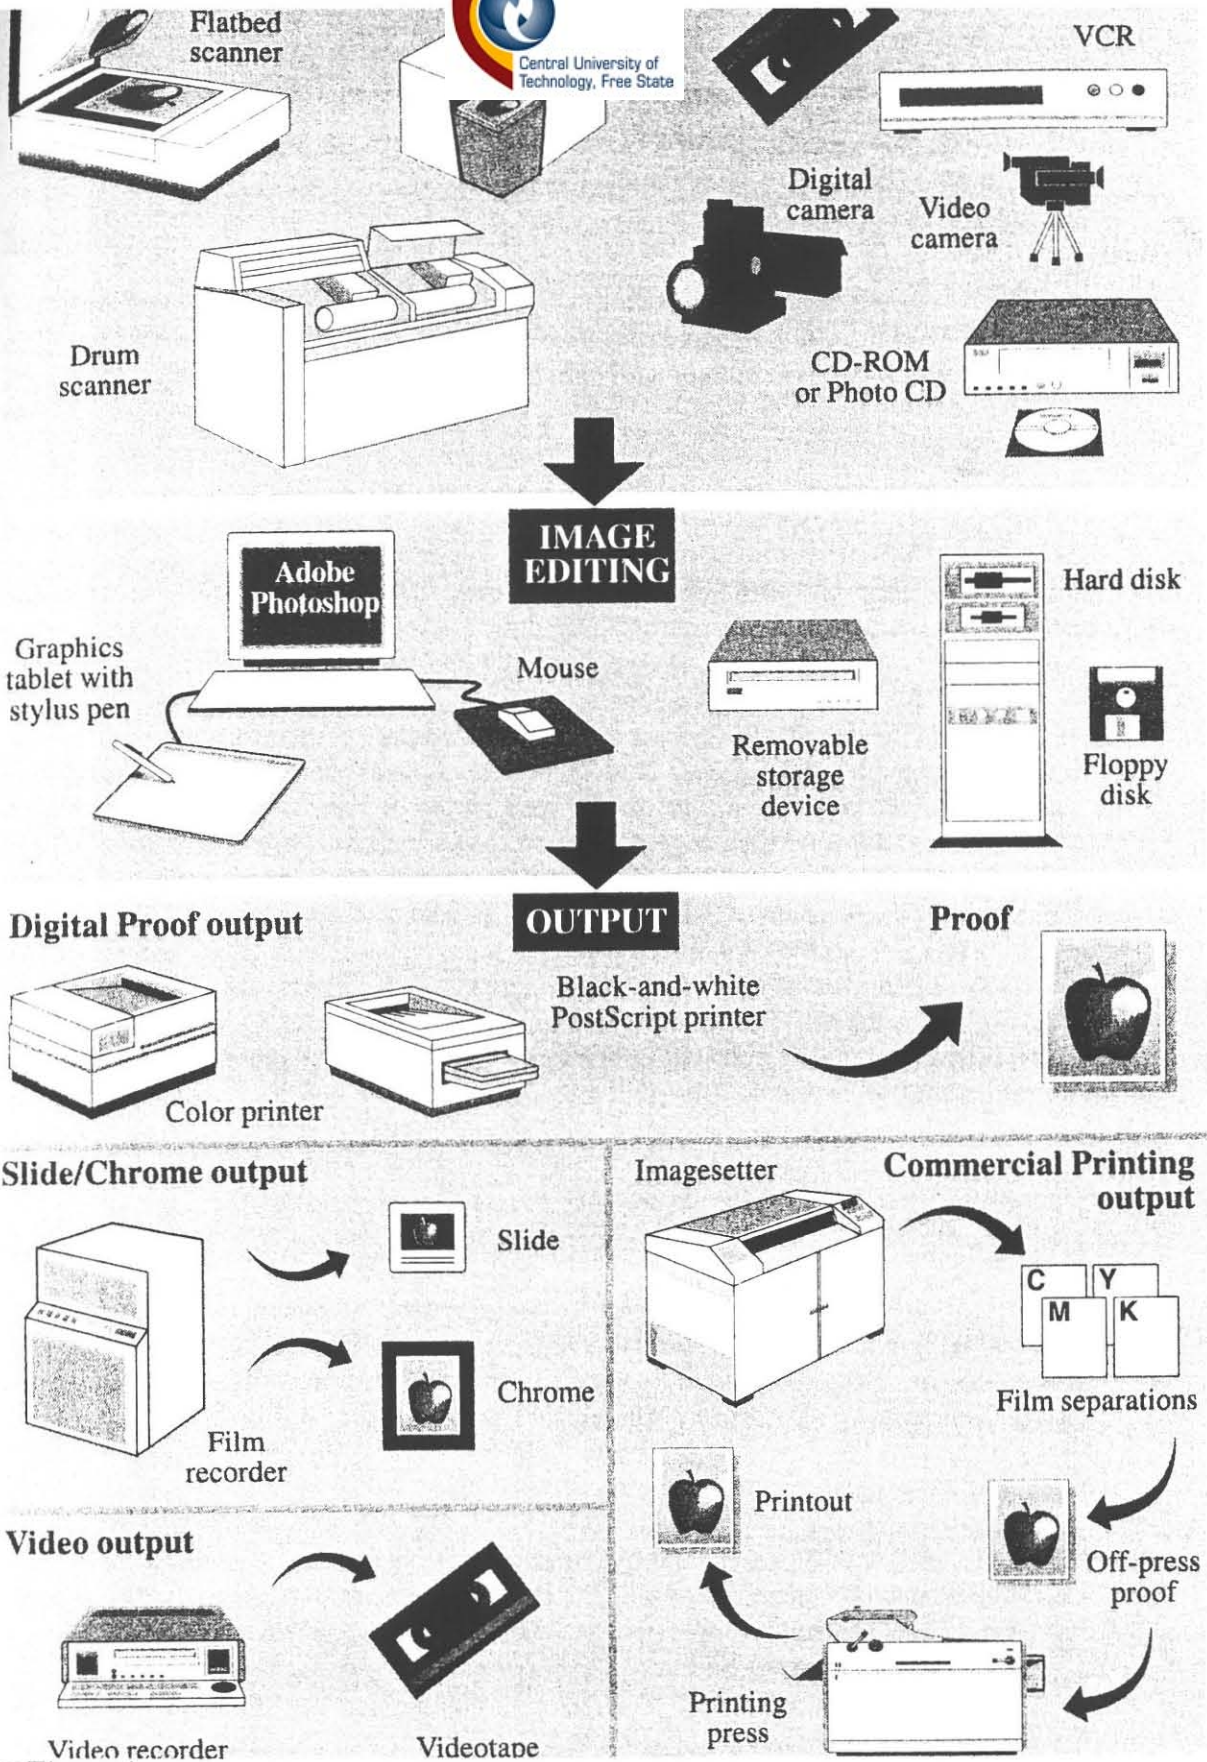 Flatbed
scanner
Central University of
Technology, Free State
VCR
Digital
camera
Video
camera
Drum
scanner
CD-ROM
or Photo CD
IMAGE
EDITING
Adobe
Photoshop
Hard disk
Graphics
tablet with
stylus pen
Mouse
Removable
storage
device
Floppy
disk
Digital Proof output
OUTPUT
Proof
Black-and-white
PostScript printer
Color printer
Slide/Chrome output
Slide
Chrome
Film
recorder
Imagesetter
Commercial Printing
output
C
Y
M
K
Film separations
Printout
Off-press
proof
Printing
press
Video output
Video recorder
Videotape